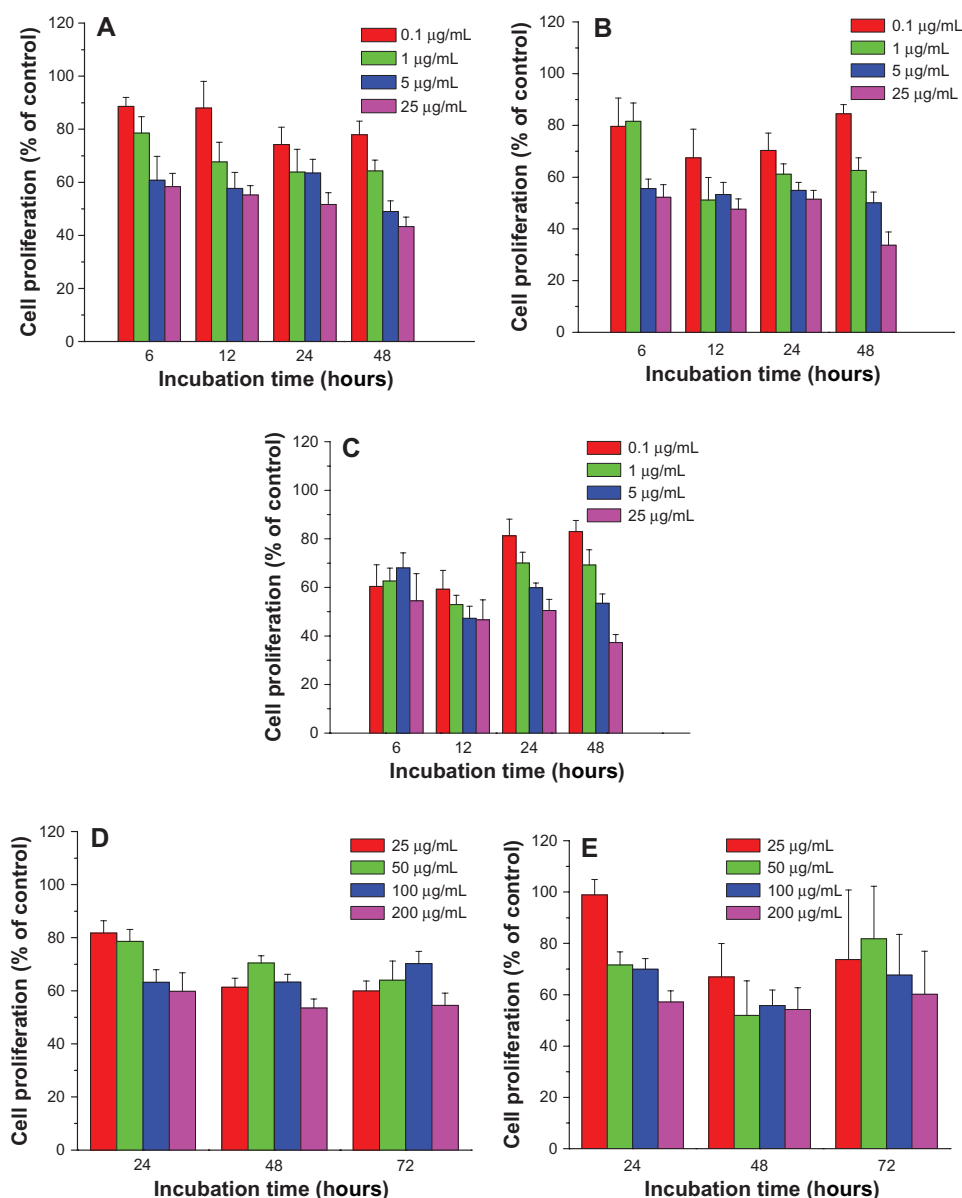 A
0.1 μg/mL
1 μg/mL
5 μg/mL
25 μg/mL
Cell proliferation (% of control)
120
100
80
60
40
20
0
6 12 24 48
Incubation time (hours)
B
0.1 μg/mL
1 μg/mL
5 μg/mL
25 μg/mL
Cell proliferation (% of control)
120
100
80
60
40
20
0
6 12 24 48
Incubation time (hours)
C
0.1 μg/mL
1 μg/mL
5 μg/mL
25 μg/mL
Cell proliferation (% of control)
120
100
80
60
40
20
0
6 12 24 48
Incubation time (hours)
D
25 μg/mL
50 μg/mL
100 μg/mL
200 μg/mL
Cell proliferation (% of control)
120
100
80
60
40
20
0
24 48 72
Incubation time (hours)
E
25 μg/mL
50 μg/mL
100 μg/mL
200 μg/mL
Cell proliferation (% of control)
120
100
80
60
40
20
0
24 48 72
Incubation time (hours)